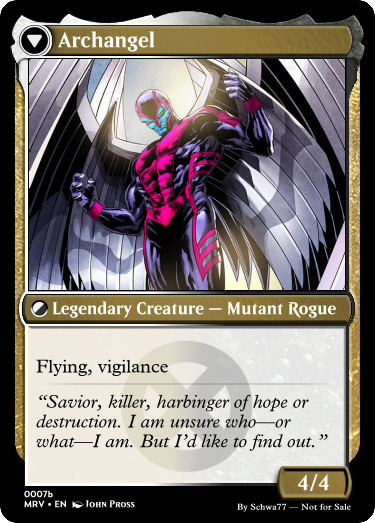 Archangel
Legendary Creature — Mutant Rogue
Flying, vigilance
“Savior, killer, harbinger of hope or
destruction. I am unsure who—or
what—I am. But I’d like to find out.”
4/4
0007b
MRV • EN JOHN PROSS
By Schwa77 — Not for Sale